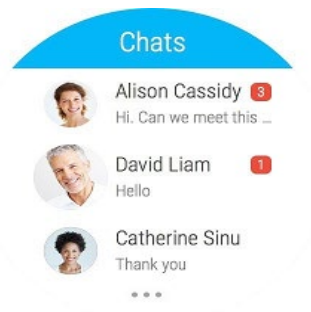 Chats
Alison Cassidy 3
Hi. Can we meet this ...
David Liam 1
Hello
Catherine Sinu
Thank you